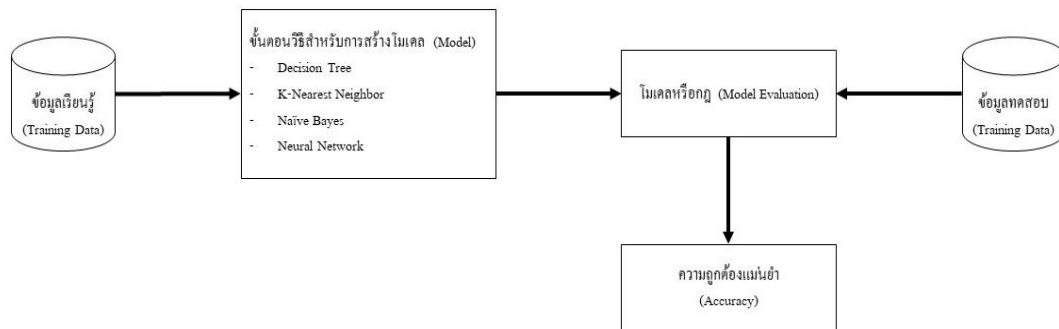 ข้อมูลเรียนรู้
(Training Data)
ขั้นตอนวิธีสำหรับการสร้างโมเดล (Model)
- Decision Tree
- K-Nearest Neighbor
- Naïve Bayes
- Neural Network
โมเดลหรือกฎ (Model Evaluation)
ข้อมูลทดสอบ
(Training Data)
ความถูกต้องแม่นยำ
(Accuracy)